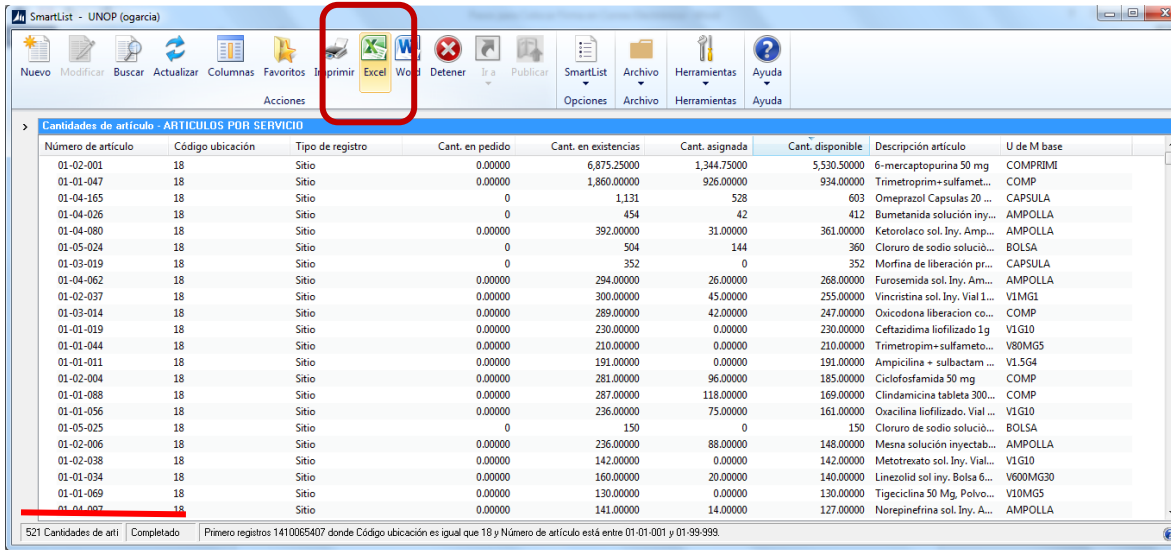 SmartList - UNOP (ogarcia)
Nuevo Modificar Buscar Actualizar Columnas Favoritos Imprimir Excel Word Detener Ir a Publicar SmartList Archivo Herramientas Ayuda
Acciones Opciones Archivo Herramientas Ayuda
Cantidades de artículo - ARTICULOS POR SERVICIO
Número de artículo Código ubicación Tipo de registro Cant. en pedido Cant. en existencias Cant. asignada Cant. disponible Descripción artículo U de M base
01-02-001 18 Sitio 0.00000 6,875.25000 1,344.75000 5,530.50000 6-mercaptopurina 50 mg COMPRIMI
01-01-047 18 Sitio 0.00000 1,860.00000 926.00000 934.00000 Trimetroprim+sulfamet... COMP
01-04-165 18 Sitio 0 1,131 528 603 Omeprazol Capsulas 20 ... CAPSULA
01-04-026 18 Sitio 0 454 42 412 Bumetanida solución iny... AMPOLLA
01-04-080 18 Sitio 0.00000 392.00000 31.00000 361.00000 Ketorolaco sol. Iny. Amp... AMPOLLA
01-05-024 18 Sitio 0 504 144 360 Cloruro de sodio soluciò... BOLSA
01-03-019 18 Sitio 0 352 0 352 Morfina de liberación pr... CAPSULA
01-04-062 18 Sitio 0.00000 294.00000 26.00000 268.00000 Furosemida sol. Iny. Am... AMPOLLA
01-02-037 18 Sitio 0.00000 300.00000 45.00000 255.00000 Vincristina sol. Iny. Vial 1... V1MG1
01-03-014 18 Sitio 0.00000 289.00000 42.00000 247.00000 Oxicodona liberacion co... COMP
01-01-019 18 Sitio 0.00000 230.00000 0.00000 230.00000 Ceftazidima liofilizado 1g V1G10
01-01-044 18 Sitio 0.00000 210.00000 0.00000 210.00000 Trimetropim+sulfameto... V80MG5
01-01-011 18 Sitio 0.00000 191.00000 0.00000 191.00000 Ampicilina + sulbactam ... V1.5G4
01-02-004 18 Sitio 0.00000 281.00000 96.00000 185.00000 Ciclofosfamida 50 mg COMP
01-01-088 18 Sitio 0.00000 287.00000 118.00000 169.00000 Clindamicina tableta 300... COMP
01-01-056 18 Sitio 0.00000 236.00000 75.00000 161.00000 Oxacilina liofilizado. Vial ... V1G10
01-05-025 18 Sitio 0 150 0 150 Cloruro de sodio soluciò... BOLSA
01-02-006 18 Sitio 0.00000 236.00000 88.00000 148.00000 Mesna solución inyectab... AMPOLLA
01-02-038 18 Sitio 0.00000 142.00000 0.00000 142.00000 Metotrexato sol. Iny. Vial... V1G10
01-01-034 18 Sitio 0.00000 160.00000 20.00000 140.00000 Linezolid sol iny. Bolsa 6... V600MG30
01-01-069 18 Sitio 0.00000 130.00000 0.00000 130.00000 Tigeciclina 50 Mg, Polvo... V10MG5
01-04-097 18 Sitio 0.00000 141.00000 14.00000 127.00000 Norepinefrina sol. Iny. A... AMPOLLA
521 Cantidades de arti Completado Primero registros 1410065407 donde Código ubicación es igual que 18 y Número de artículo está entre 01-01-001 y 01-99-999.